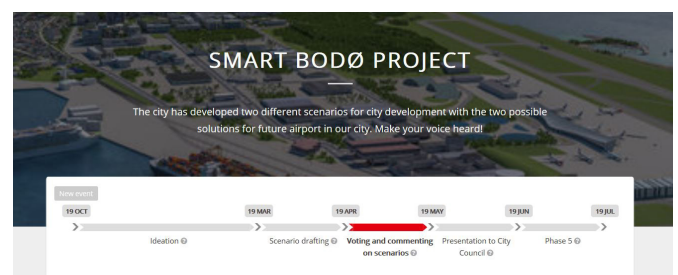 SMART BODØ PROJECT
The city has developed two different scenarios for city development with the two possible
solutions for future airport in our city. Make your voice heard!
New event
19 OCT 19 MAR 19 APR 19 MAY 19 JUN 19 JUL
Ideation Scenario drafting Voting and commenting Presentation to City Phase 5
on scenarios Council